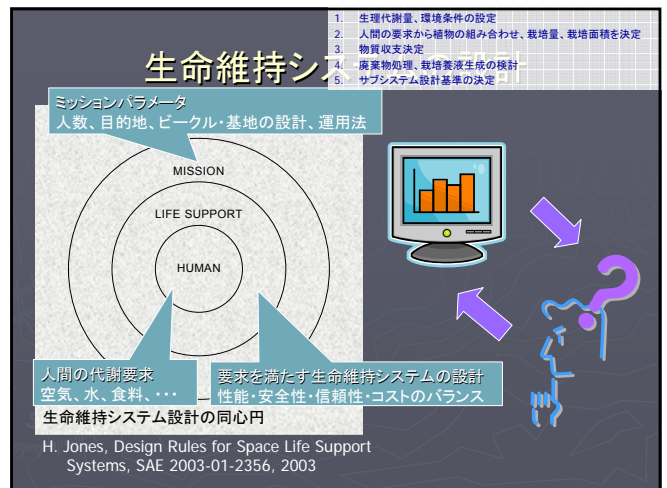 1. 生理代謝量、環境条件の設定
2. 人間の要求から植物の組み合わせ、栽培量、栽培面積を決定
3. 物質収支決定
4. 廃棄物処理、栽培養液生成の検討
5. サブシステム設計基準の決定
生命維持システムの設計
ミッションパラメータ
人数、目的地、ビークル・基地の設計、運用法
MISSION
LIFE SUPPORT
HUMAN
人間の代謝要求
空気、水、食料、・・・
要求を満たす生命維持システムの設計
性能・安全性・信頼性・コストのバランス
生命維持システム設計の同心円
H. Jones, Design Rules for Space Life Support
Systems, SAE 2003-01-2356, 2003